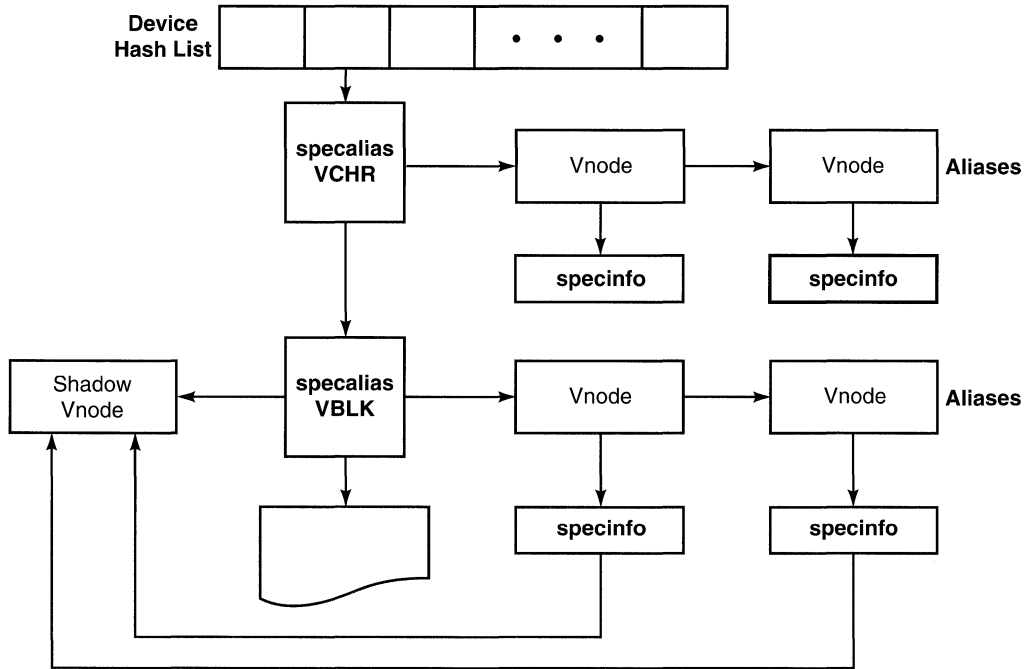 Device
Hash List
specalias
VCHR
Vnode
Vnode
Aliases
specinfo
specinfo
Shadow
Vnode
specalias
VBLK
Vnode
Vnode
Aliases
specinfo
specinfo